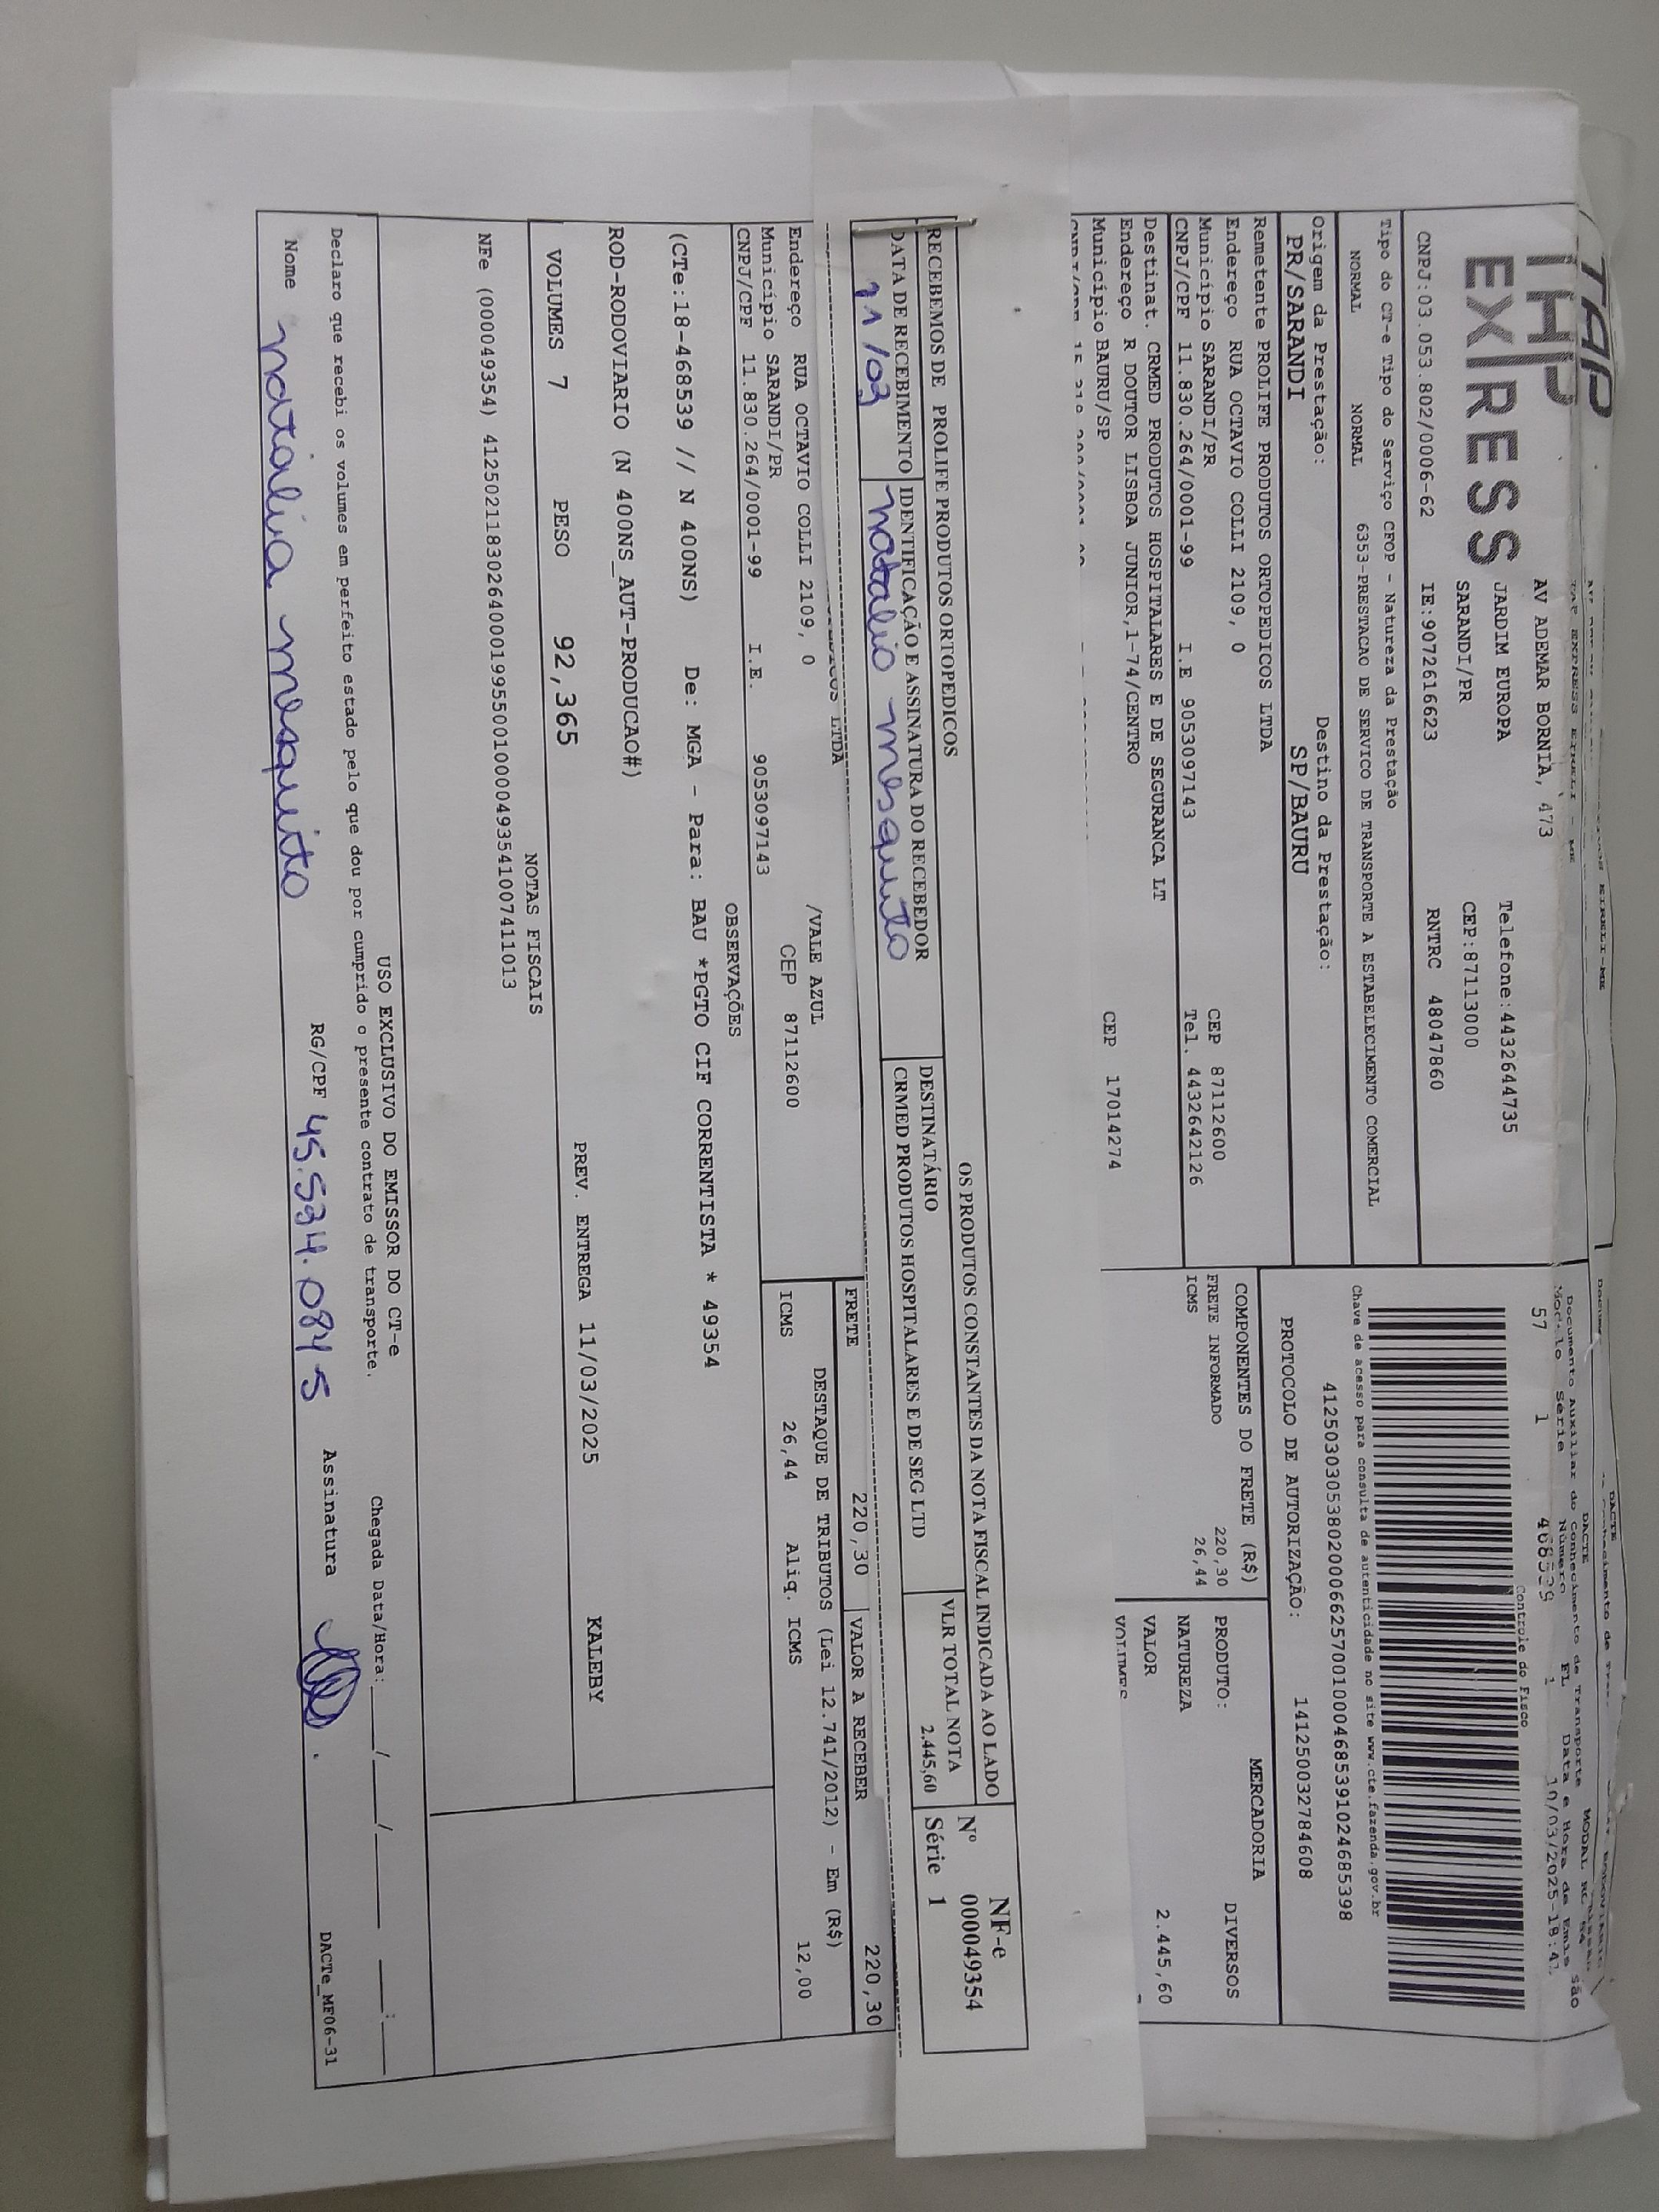 TAP
EXPRESS
AV ADEMAR BORNIA, 473
JARDIM EUROPA
Telefone:4432644735
SARANDI/PR
CEP:87113000
CNPJ:03.053.802/0006-62 IE:9072616623 RNTRC 48047860
DACTE
Documento Auxiliar do Conhecimento de Transporte
Modelo Série Número FL Data e Hora de Emissão
57 1 468539 1 10/03/2025-18:41
Controle do Fisco
Tipo do CT-e Tipo do Serviço CFOP - Natureza da Prestação
NORMAL NORMAL 6353-PRESTACAO DE SERVICO DE TRANSPORTE A ESTABELECIMENTO COMERCIAL
Chave de acesso para consulta de autenticidade no site www.cte.fazenda.gov.br
41250303053802000662570010004685391024685398
Origem da Prestação: Destino da Prestação:
PR/SARANDI SP/BAURU
PROTOCOLO DE AUTORIZAÇÃO: 141250032784608
Remetente PROLIFE PRODUTOS ORTOPEDICOS LTDA
Endereço RUA OCTAVIO COLLI 2109, 0
Município SARANDI/PR CEP 87112600
CNPJ/CPF 11.830.264/0001-99 I.E 9053097143 Tel. 4432642126
Destinat. CRMED PRODUTOS HOSPITALARES E DE SEGURANCA LT
Endereço R DOUTOR LISBOA JUNIOR,1-74/CENTRO
Município BAURU/SP CEP 17014274
COMPONENTES DO FRETE (R$)
FRETE INFORMADO 220,30
ICMS 26,44
MERCADORIA
PRODUTO: DIVERSOS
NATUREZA
VALOR 2.445,60
VOLUMES
RECEBEMOS DE PROLIFE PRODUTOS ORTOPEDICOS OS PRODUTOS CONSTANTES DA NOTA FISCAL INDICADA AO LADO
DATA DE RECEBIMENTO IDENTIFICAÇÃO E ASSINATURA DO RECEBEDOR DESTINATÁRIO VLR TOTAL NOTA
11/03 natalia mesquita CRMED PRODUTOS HOSPITALARES E DE SEG LTD 2.445,60
NF-e
Nº 000049354
Série 1
LTDA
Endereço RUA OCTAVIO COLLI 2109, 0 /VALE AZUL
Município SARANDI/PR CEP 87112600
CNPJ/CPF 11.830.264/0001-99 I.E. 9053097143
FRETE 220,30 VALOR A RECEBER 220,30
DESTAQUE DE TRIBUTOS (Lei 12.741/2012) - Em (R$)
ICMS 26,44 Aliq. ICMS 12,00
OBSERVAÇÕES
(CTe:18-468539 // N 400NS) De: MGA - Para: BAU *PGTO CIF CORRENTISTA * 49354
ROD-RODOVIARIO (N 400NS_AUT-PRODUCAO#)
VOLUMES 7 PESO 92,365 PREV. ENTREGA 11/03/2025 KALEBY
NOTAS FISCAIS
NFe (000049354) 41250211830264000199550010000493541007411013
USO EXCLUSIVO DO EMISSOR DO CT-e
Declaro que recebi os volumes em perfeito estado pelo que dou por cumprido o presente contrato de transporte. Chegada Data/Hora: ___/___/_____ ___:___
Nome natalia mesquita RG/CPF 45.534.084 5 Assinatura
DACTe_MF06-31